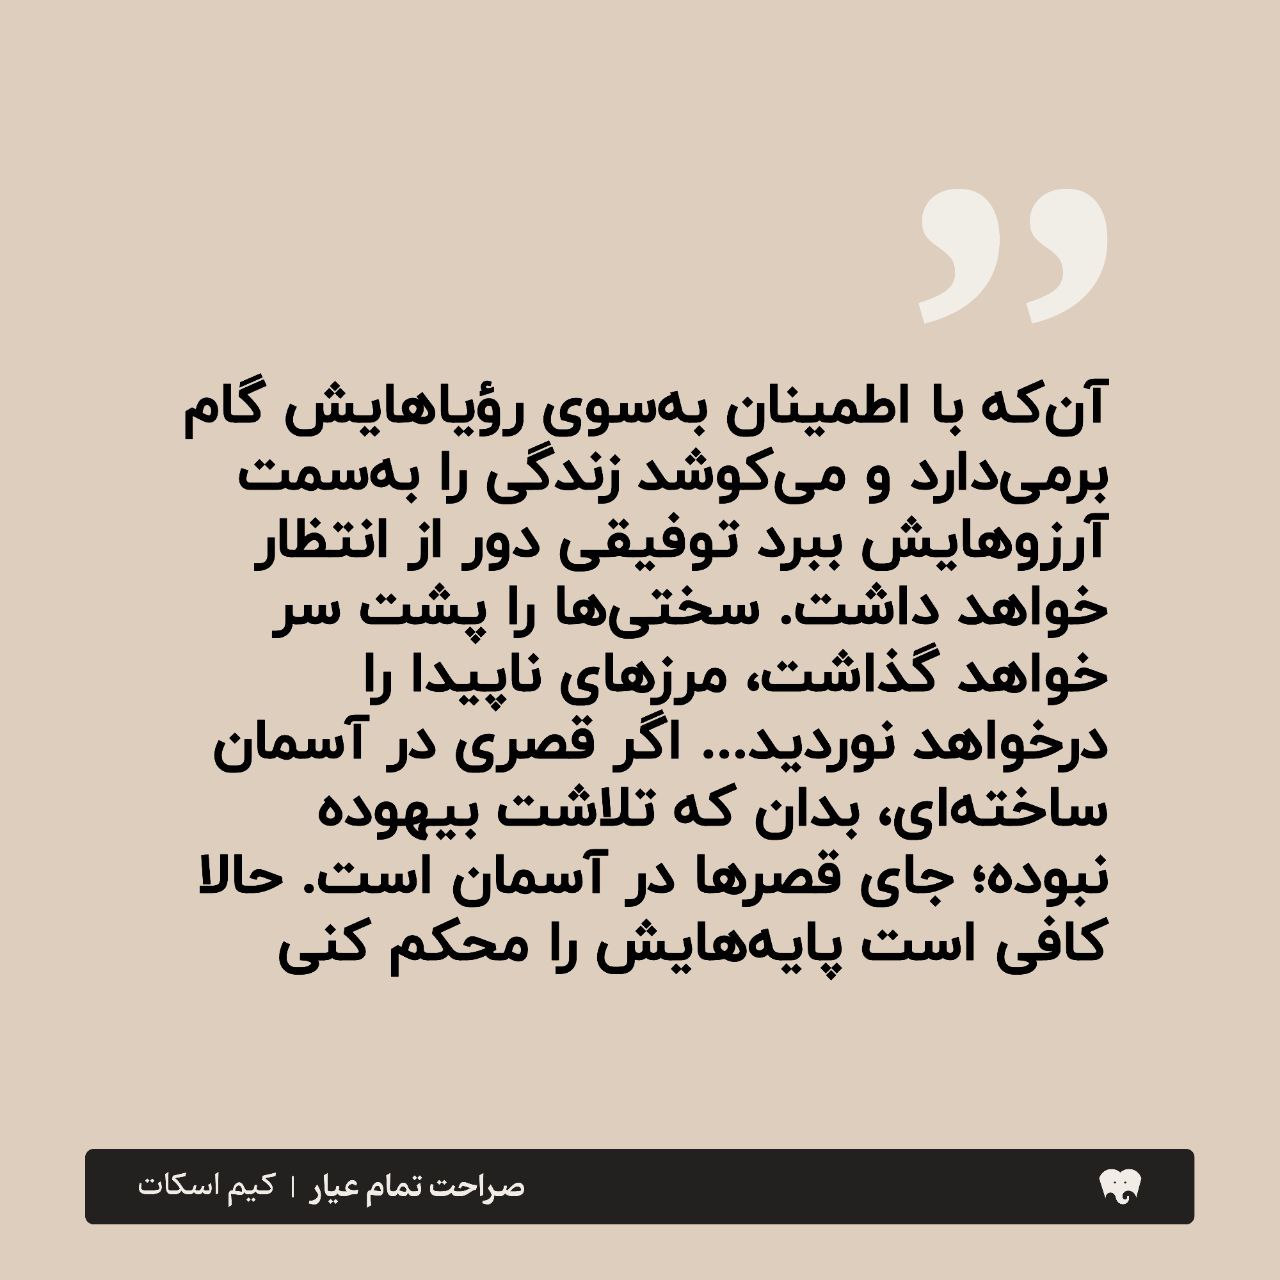 آن‌که با اطمینان به‌سوی رؤیاهایش گام
برمی‌دارد و می‌کوشد زندگی را به‌سمت
آرزوهایش ببرد توفیقی دور از انتظار
خواهد داشت. سختی‌ها را پشت سر
خواهد گذاشت، مرزهای ناپیدا را
درخواهد نوردید... اگر قصری در آسمان
ساخته‌ای، بدان که تلاشت بیهوده
نبوده؛ جای قصرها در آسمان است. حالا
کافی است پایه‌هایش را محکم کنی
صراحت تمام عیار | کیم اسکات